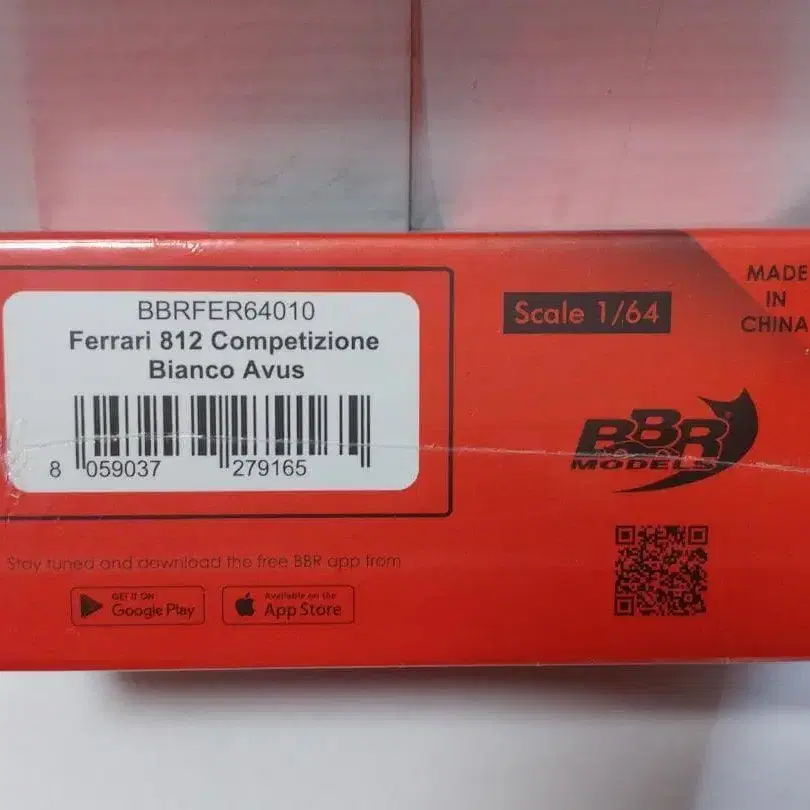 BBRFER64010
Ferrari 812 Competizione
Bianco Avus
8 059037 279165
Scale 1/64
MADE
IN
CHINA
BBR
MODELS
Stay tuned and download the free BBR app from
GET IT ON
Google Play
Available on the
App Store